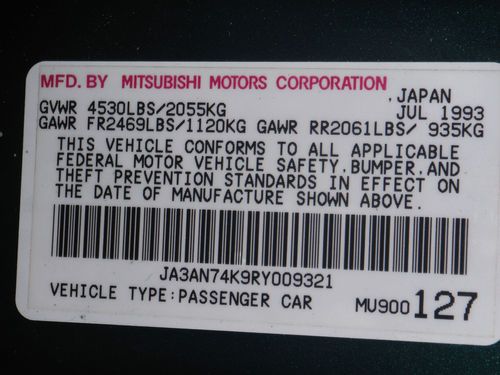 MFD. BY MITSUBISHI MOTORS CORPORATION
,JAPAN
GVWR 4530LBS/2055KG JUL 1993
GAWR FR2469LBS/1120KG GAWR RR2061LBS/ 935KG
THIS VEHICLE CONFORMS TO ALL APPLICABLE
FEDERAL MOTOR VEHICLE SAFETY,BUMPER,AND
THEFT PREVENTION STANDARDS IN EFFECT ON
THE DATE OF MANUFACTURE SHOWN ABOVE.
JA3AN74K9RY009321
VEHICLE TYPE:PASSENGER CAR MU900 127